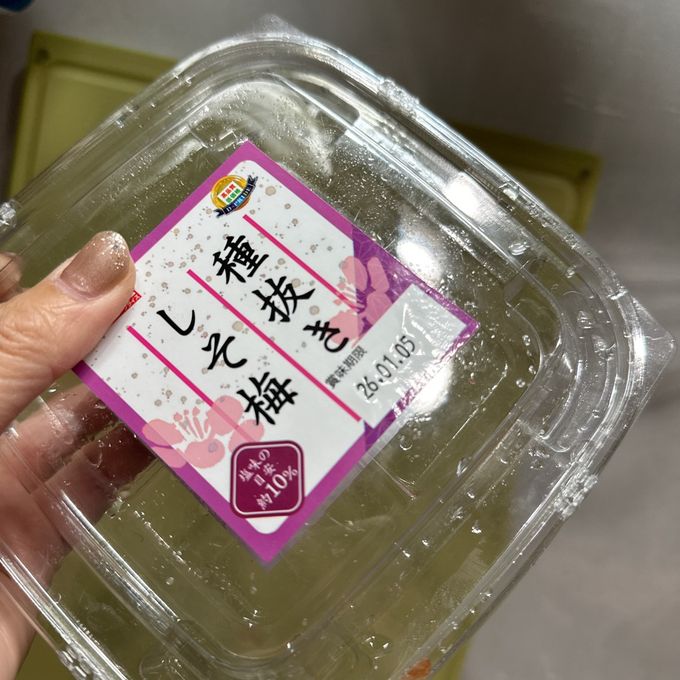 種抜き
しそ梅
賞味期限
26.01.05
塩味の
目安
約10%